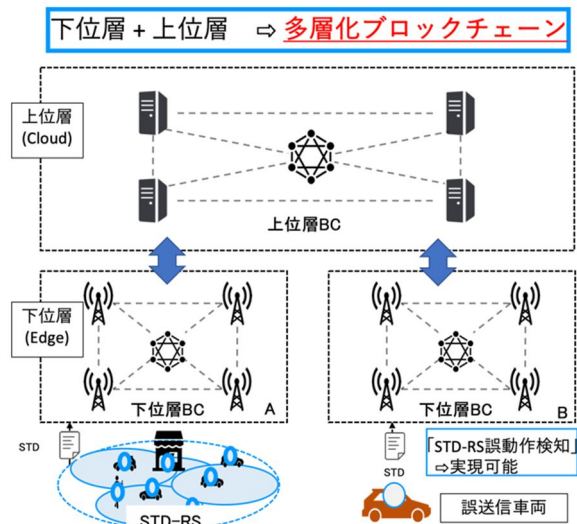 下位層 + 上位層 ⇨ 多層化ブロックチェーン
上位層
(Cloud)
上位層BC
下位層
(Edge)
下位層BC
A
下位層BC
B
STD
STD-RS
STD
「STD-RS誤動作検知」
⇨実現可能
誤送信車両